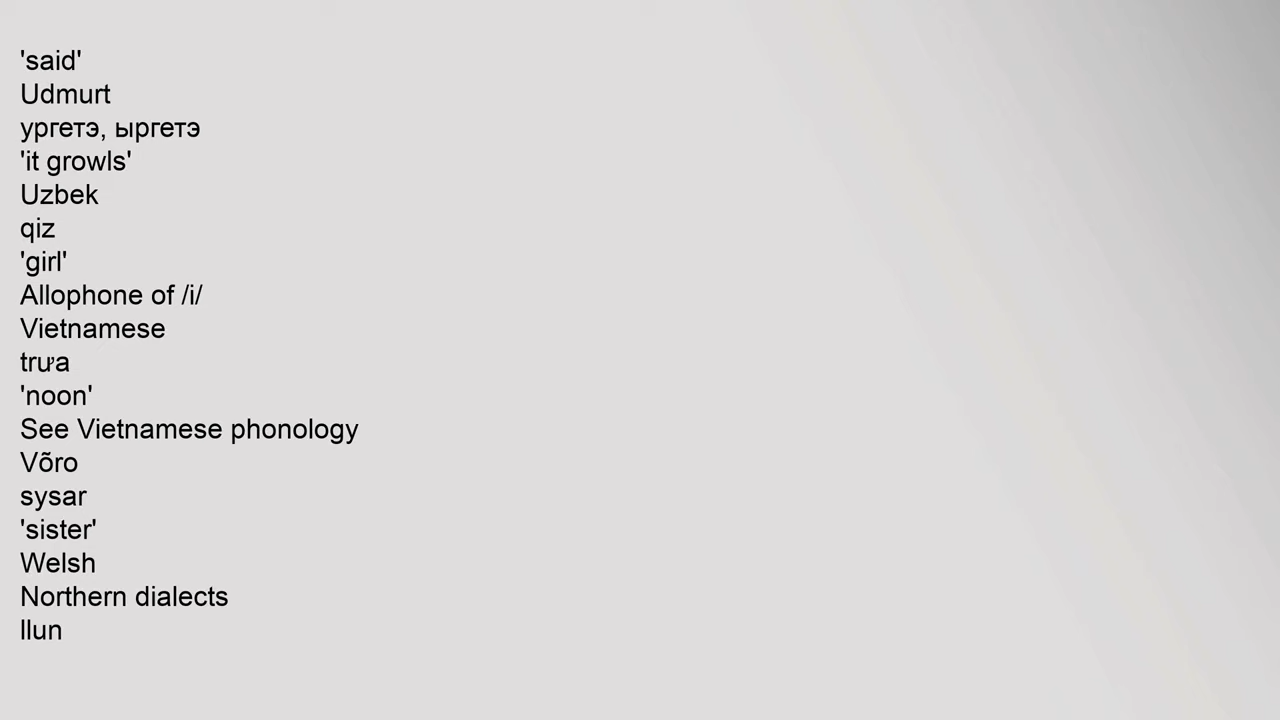 'said'
Udmurt
ургетэ, ыргетэ
'it growls'
Uzbek
qiz
'girl'
Allophone of /i/
Vietnamese
trưa
'noon'
See Vietnamese phonology
Võro
sysar
'sister'
Welsh
Northern dialects
llun